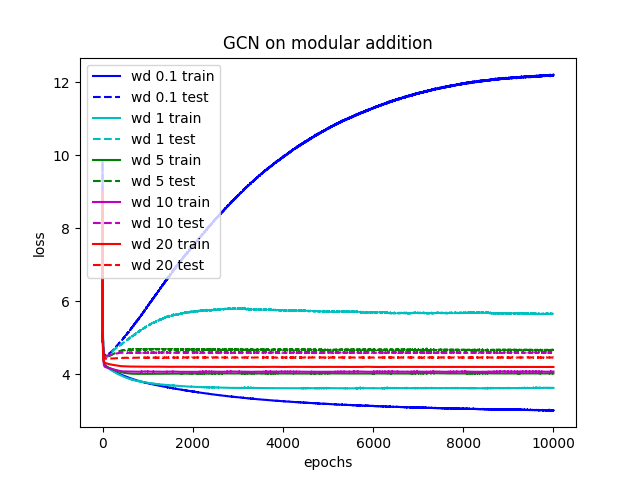 GCN on modular addition
12
10
8
6
4
loss
wd 0.1 train
wd 0.1 test
wd 1 train
wd 1 test
wd 5 train
wd 5 test
wd 10 train
wd 10 test
wd 20 train
wd 20 test
0 2000 4000 6000 8000 10000
epochs